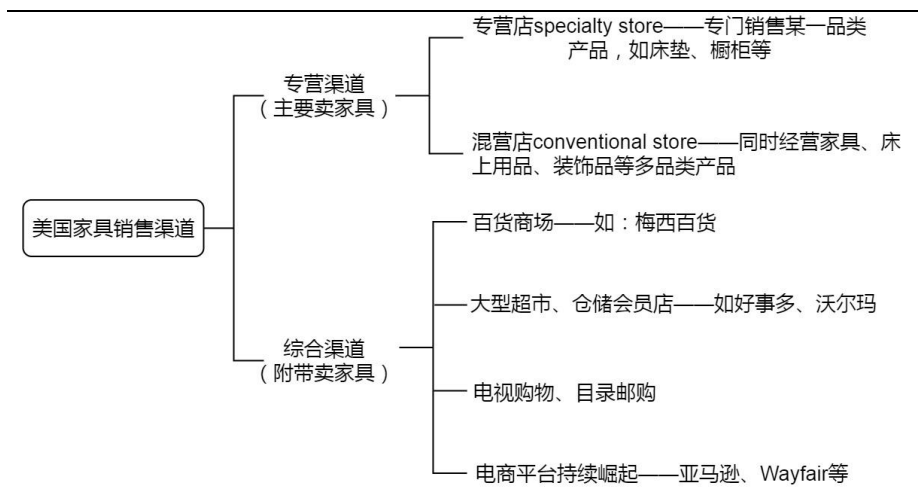 专营店specialty store——专门销售某一品类
产品，如床垫、橱柜等
专营渠道
（主要卖家具）
混营店conventional store——同时经营家具、床
上用品、装饰品等多品类产品
美国家具销售渠道
百货商场——如：梅西百货
大型超市、仓储会员店——如好事多、沃尔玛
综合渠道
（附带卖家具）
电视购物、目录邮购
电商平台持续崛起——亚马逊、Wayfair等